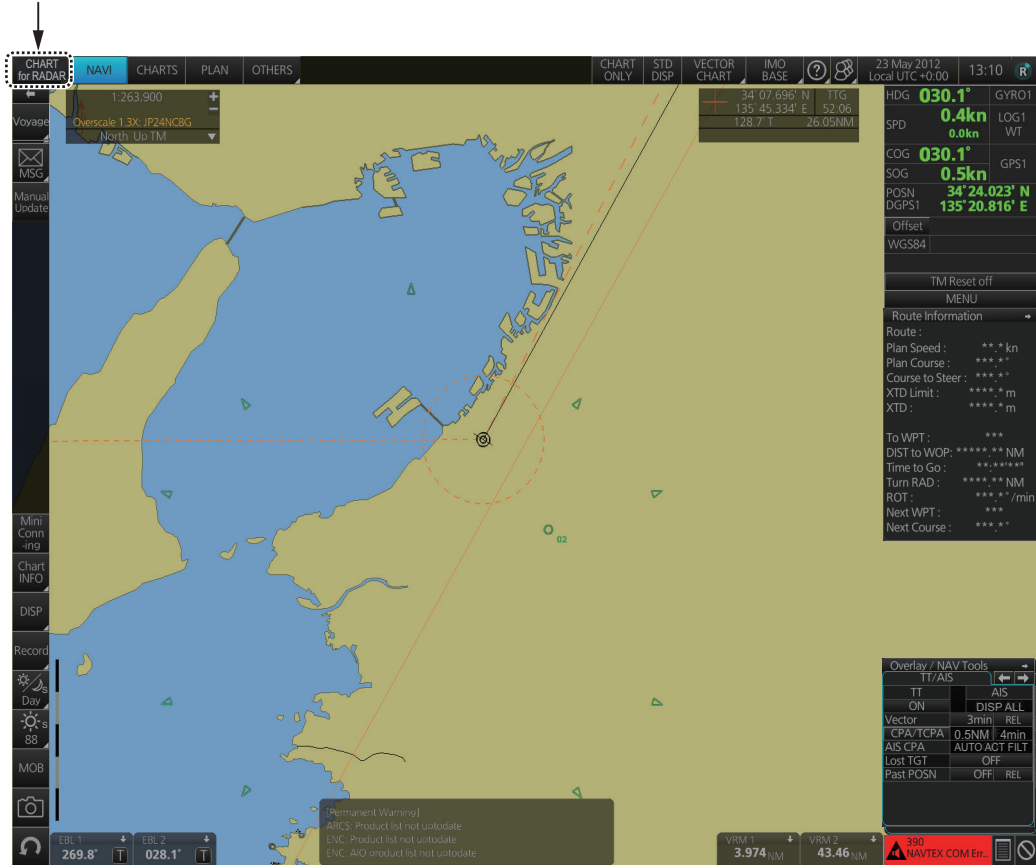 CHART for RADAR
NAVI
CHARTS
PLAN
OTHERS
CHART ONLY
STD DISP
VECTOR CHART
IMO BASE
?
23 May 2012
Local UTC+0:00
13:10
R
Voyage
MSG
Manual Update
1:263,900
+
−
Overscale 1.3X: JP24NC8G
North Up TM
34 07.696' N TTG
135 45.334' E 52:06
128.7 T 26.05NM
HDG 030.1° GYRO1
SPD 0.4kn LOG1
0.0kn WT
COG 030.1° GPS1
SOG 0.5kn
POSN 34°24.023' N
DGPS1 135°20.816' E
Offset
WGS84
TM Reset off
MENU
Route Information
Route :
Plan Speed : **.* kn
Plan Course : ***.*°
Course to Steer : ***.*°
XTD Limit : ****.* m
XTD : ****.* m
To WPT : ***
DIST to WOP: *****.** NM
Time to Go : **:**'**"
Turn RAD : ****.** NM
ROT : ***.*°/min
Next WPT : ***
Next Course : ***.*°
02
Mini Conn -ing
Chart INFO
DISP
Record
S
Day
S
88
MOB
Overlay / NAV Tools
TT/AIS
TT AIS
ON DISP ALL
Vector 3min REL
CPA/TCPA 0.5NM 4min
AIS CPA AUTO ACT FILT
Lost TGT OFF
Past POSN OFF REL
[Permanent Warning]
ARCS: Product list not uptodate
ENC: Product list not uptodate
ENC: AIO product list not uptodate
EBL 1
269.8° T
EBL 2
028.1° T
VRM 1
3.974 NM
VRM 2
43.46 NM
390
NAVTEX COM Err..